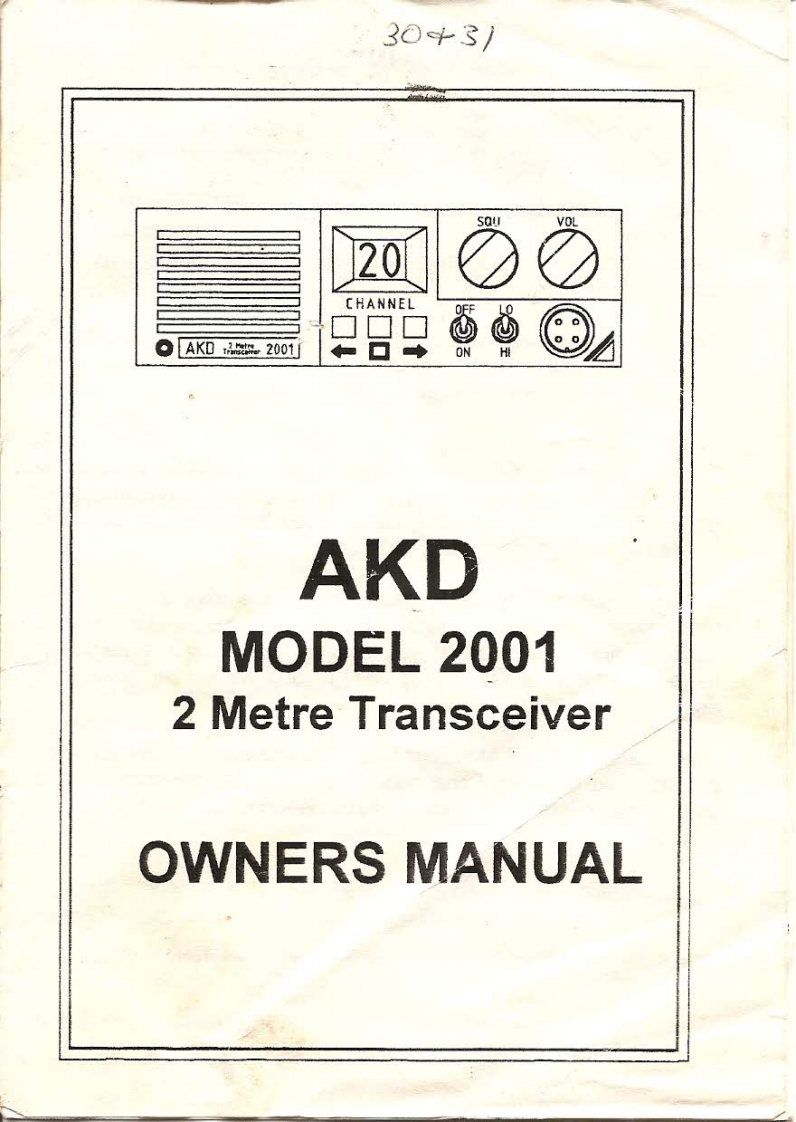 30+31
SQU VOL
20
CHANNEL
OFF LO
ON HI
AKD 2 Metre Transceiver 2001
AKD
MODEL 2001
2 Metre Transceiver
OWNERS MANUAL